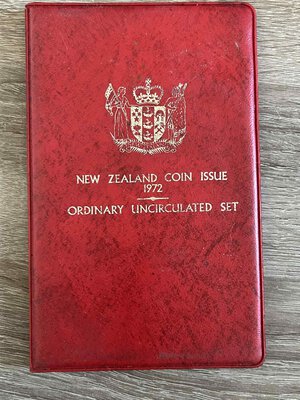 NEW ZEALAND COIN ISSUE
1972
ORDINARY UNCIRCULATED SET